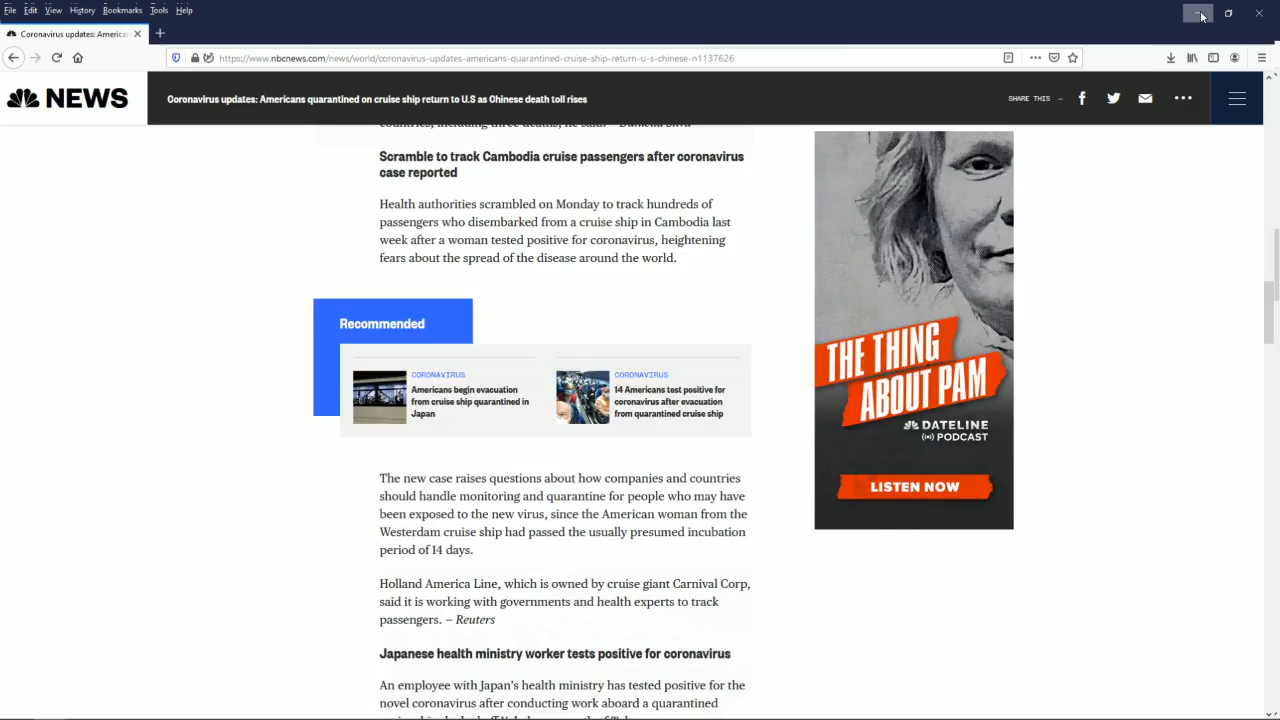 File Edit View History Bookmarks Tools Help
Coronavirus updates: America
https://www.nbcnews.com/news/world/coronavirus-updates-americans-quarantined-cruise-ship-return-u-s-chinese-n1137626
NEWS
Coronavirus updates: Americans quarantined on cruise ship return to U.S as Chinese death toll rises
SHARE THIS —
countries, including three deaths, he said. — Daniella Silva
Scramble to track Cambodia cruise passengers after coronavirus
case reported
Health authorities scrambled on Monday to track hundreds of
passengers who disembarked from a cruise ship in Cambodia last
week after a woman tested positive for coronavirus, heightening
fears about the spread of the disease around the world.
Recommended
CORONAVIRUS
Americans begin evacuation
from cruise ship quarantined in
Japan
CORONAVIRUS
14 Americans test positive for
coronavirus after evacuation
from quarantined cruise ship
The new case raises questions about how companies and countries
should handle monitoring and quarantine for people who may have
been exposed to the new virus, since the American woman from the
Westerdam cruise ship had passed the usually presumed incubation
period of 14 days.
Holland America Line, which is owned by cruise giant Carnival Corp,
said it is working with governments and health experts to track
passengers. — Reuters
Japanese health ministry worker tests positive for coronavirus
An employee with Japan's health ministry has tested positive for the
novel coronavirus after conducting work aboard a quarantined
THE THING
ABOUT PAM
DATELINE
PODCAST
LISTEN NOW